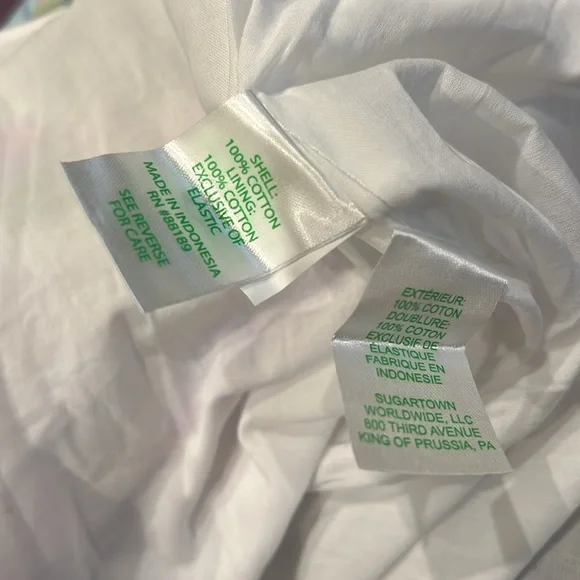 SHELL:
100% COTTON
LINING:
100% COTTON
EXCLUSIVE OF
ELASTIC
MADE IN INDONESIA
RN #88189
SEE REVERSE
FOR CARE
EXTÉRIEUR:
100% COTON
DOUBLURE:
100% COTON
EXCLUSIF DE
ÉLASTIQUE
FABRIQUE EN
INDONESIE
SUGARTOWN
WORLDWIDE, LLC
800 THIRD AVENUE
KING OF PRUSSIA, PA